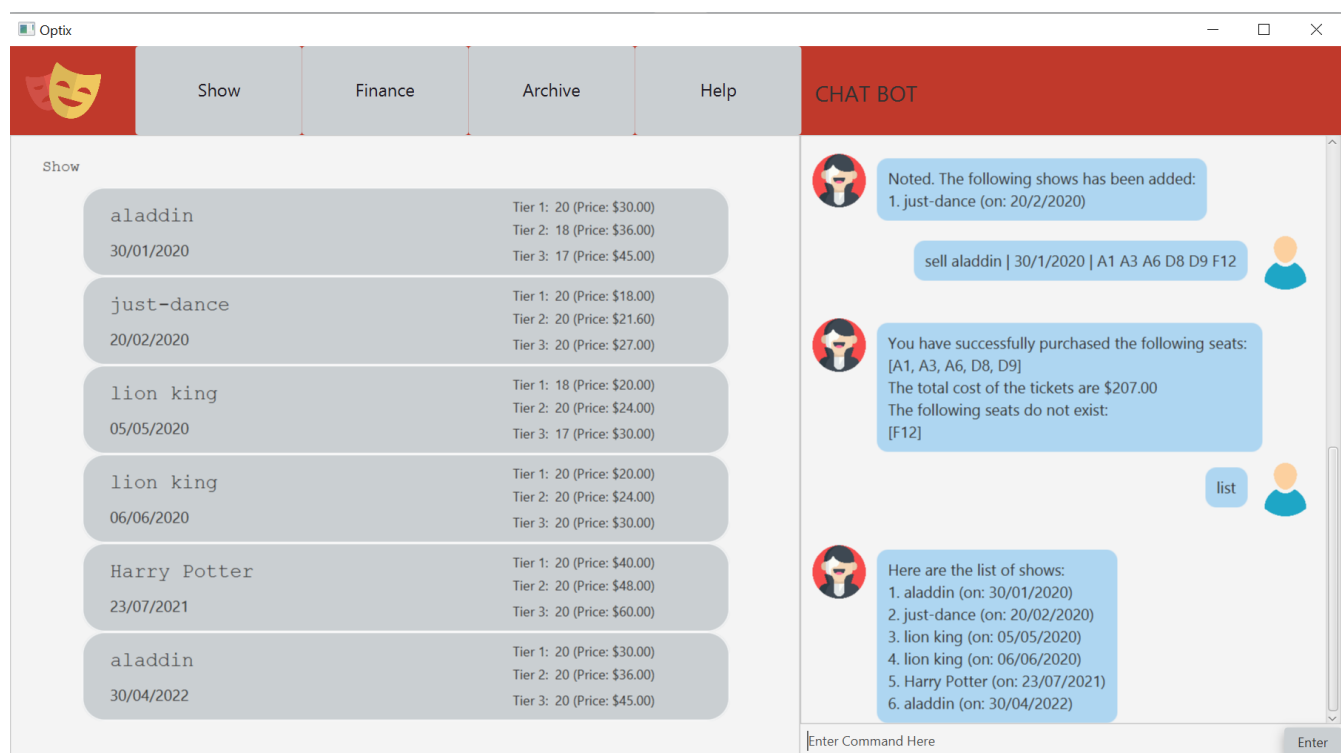 Optix
Show
Finance
Archive
Help
CHAT BOT
Show
aladdin
30/01/2020
Tier 1: 20 (Price: $30.00)
Tier 2: 18 (Price: $36.00)
Tier 3: 17 (Price: $45.00)
just-dance
20/02/2020
Tier 1: 20 (Price: $18.00)
Tier 2: 20 (Price: $21.60)
Tier 3: 20 (Price: $27.00)
lion king
05/05/2020
Tier 1: 18 (Price: $20.00)
Tier 2: 20 (Price: $24.00)
Tier 3: 17 (Price: $30.00)
lion king
06/06/2020
Tier 1: 20 (Price: $20.00)
Tier 2: 20 (Price: $24.00)
Tier 3: 20 (Price: $30.00)
Harry Potter
23/07/2021
Tier 1: 20 (Price: $40.00)
Tier 2: 20 (Price: $48.00)
Tier 3: 20 (Price: $60.00)
aladdin
30/04/2022
Tier 1: 20 (Price: $30.00)
Tier 2: 20 (Price: $36.00)
Tier 3: 20 (Price: $45.00)
Noted. The following shows has been added:
1. just-dance (on: 20/2/2020)
sell aladdin | 30/1/2020 | A1 A3 A6 D8 D9 F12
You have successfully purchased the following seats:
[A1, A3, A6, D8, D9]
The total cost of the tickets are $207.00
The following seats do not exist:
[F12]
list
Here are the list of shows:
1. aladdin (on: 30/01/2020)
2. just-dance (on: 20/02/2020)
3. lion king (on: 05/05/2020)
4. lion king (on: 06/06/2020)
5. Harry Potter (on: 23/07/2021)
6. aladdin (on: 30/04/2022)
Enter Command Here
Enter